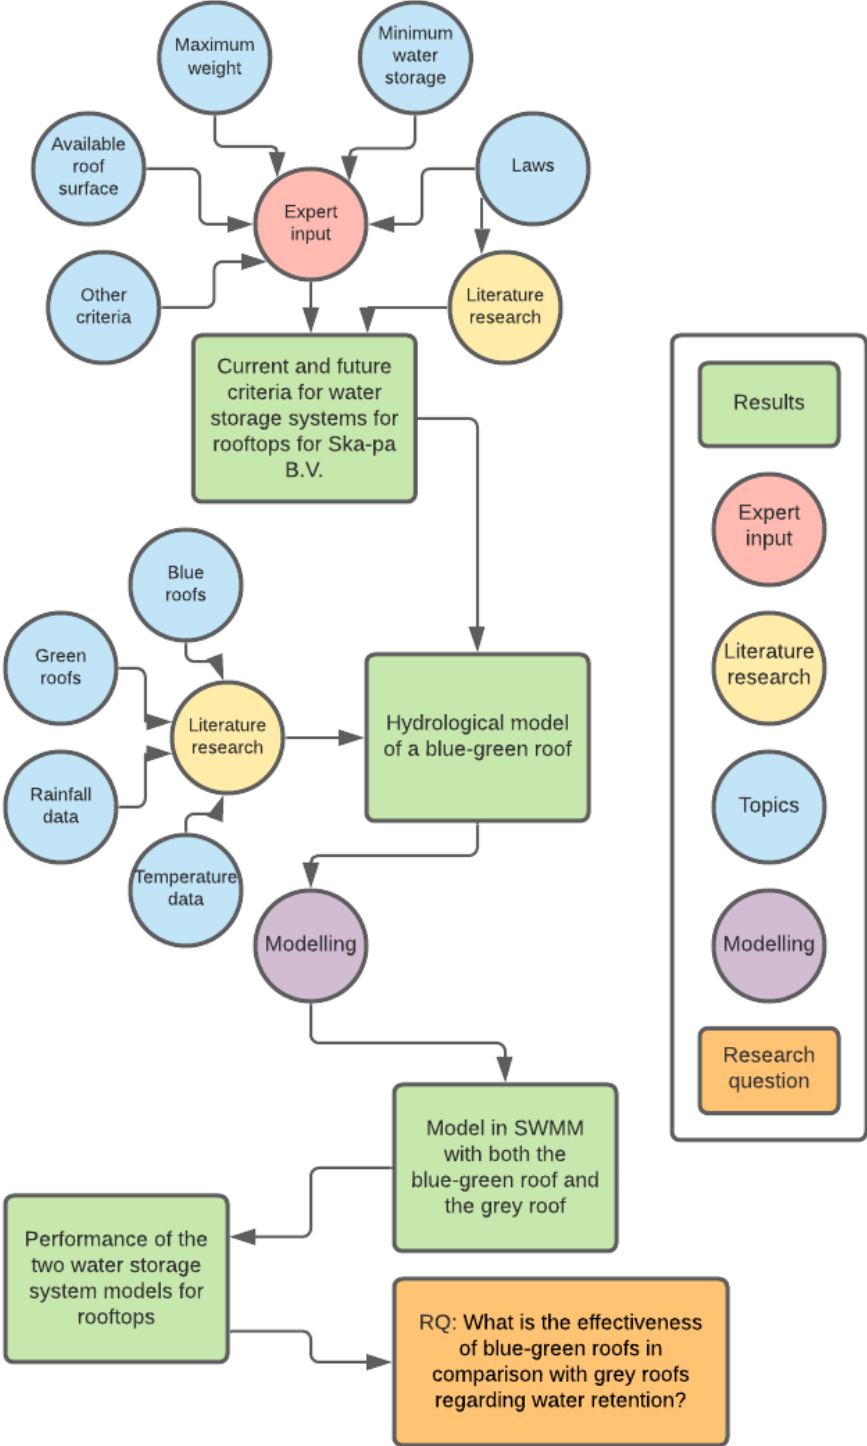 Maximum
weight
Minimum
water
storage
Available
roof
surface
Laws
Expert
input
Other
criteria
Literature
research
Current and future
criteria for water
storage systems for
rooftops for Ska-pa
B.V.
Results
Expert
input
Blue
roofs
Green
roofs
Literature
research
Literature
research
Hydrological model
of a blue-green roof
Rainfall
data
Topics
Temperature
data
Modelling
Modelling
Research
question
Model in SWMM
with both the
blue-green roof and
the grey roof
Performance of the
two water storage
system models for
rooftops
RQ: What is the effectiveness
of blue-green roofs in
comparison with grey roofs
regarding water retention?